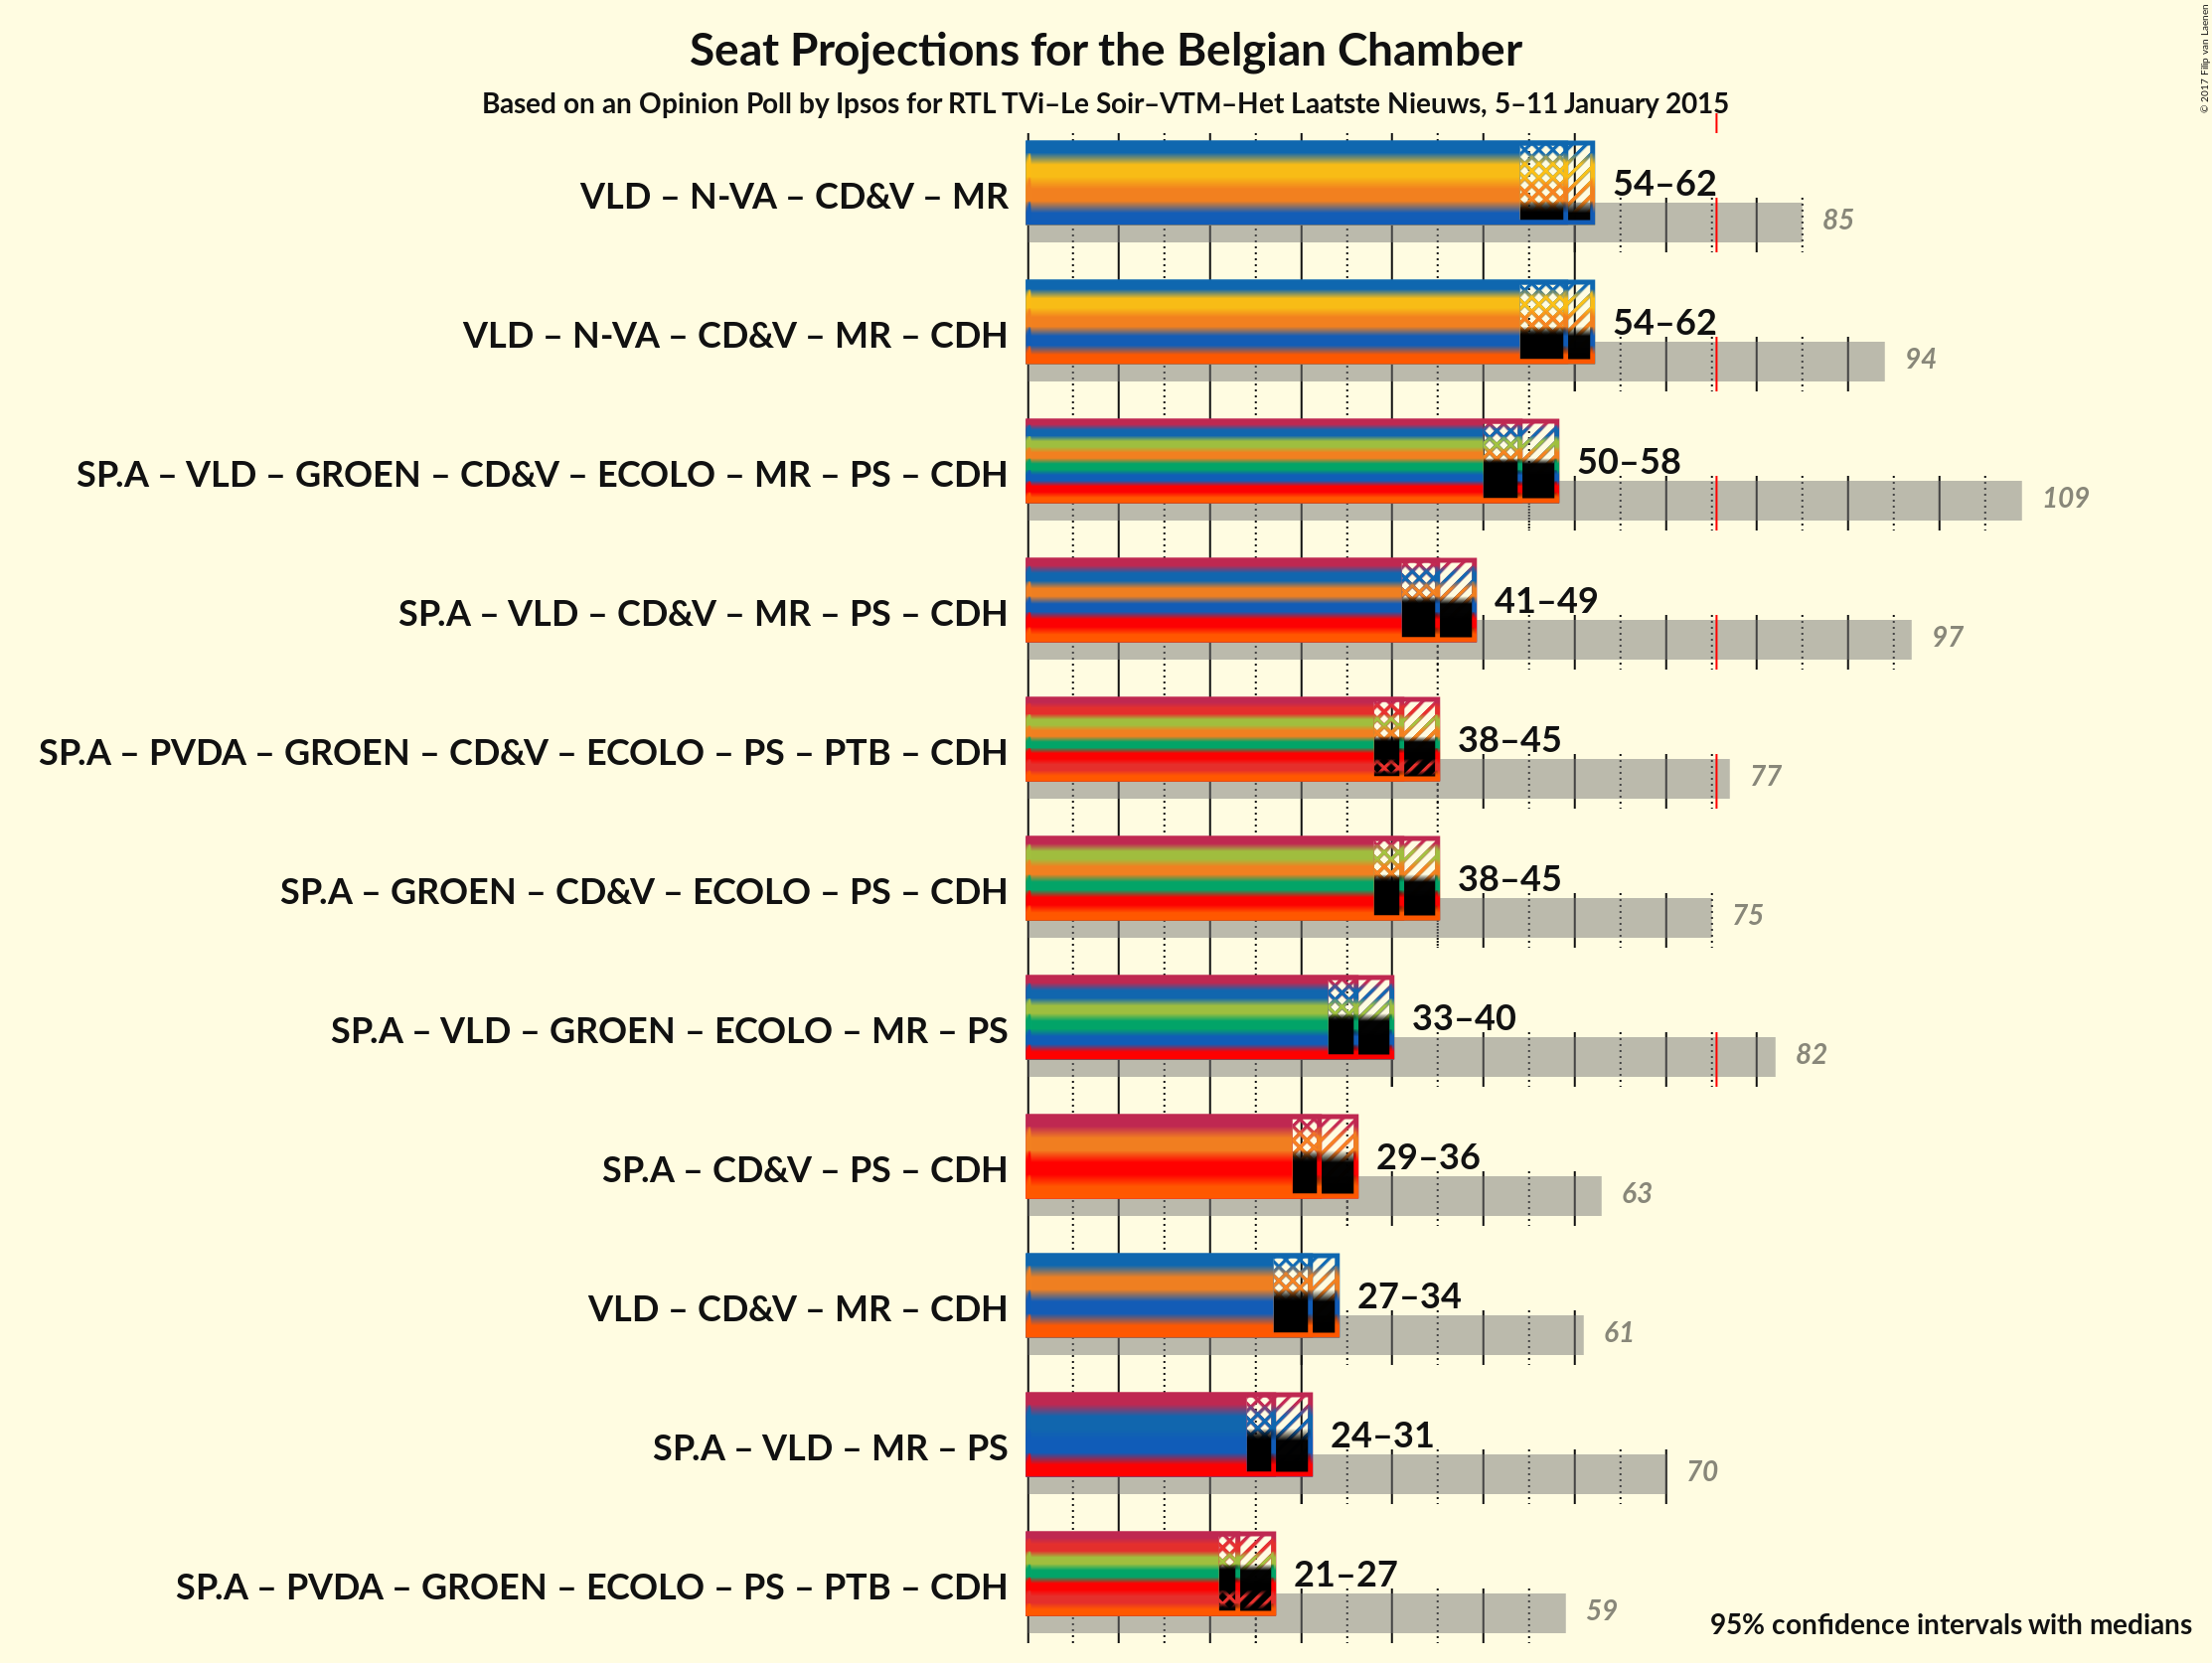 Seat Projections for the Belgian Chamber
Based on an Opinion Poll by Ipsos for RTL TVi–Le Soir–VTM–Het Laatste Nieuws, 5–11 January 2015
© 2017 Filip van Laenen
VLD – N-VA – CD&V – MR
54–62
85
VLD – N-VA – CD&V – MR – CDH
54–62
94
SP.A – VLD – GROEN – CD&V – ECOLO – MR – PS – CDH
50–58
109
SP.A – VLD – CD&V – MR – PS – CDH
41–49
97
SP.A – PVDA – GROEN – CD&V – ECOLO – PS – PTB – CDH
38–45
77
SP.A – GROEN – CD&V – ECOLO – PS – CDH
38–45
75
SP.A – VLD – GROEN – ECOLO – MR – PS
33–40
82
SP.A – CD&V – PS – CDH
29–36
63
VLD – CD&V – MR – CDH
27–34
61
SP.A – VLD – MR – PS
24–31
70
SP.A – PVDA – GROEN – ECOLO – PS – PTB – CDH
21–27
59
95% confidence intervals with medians